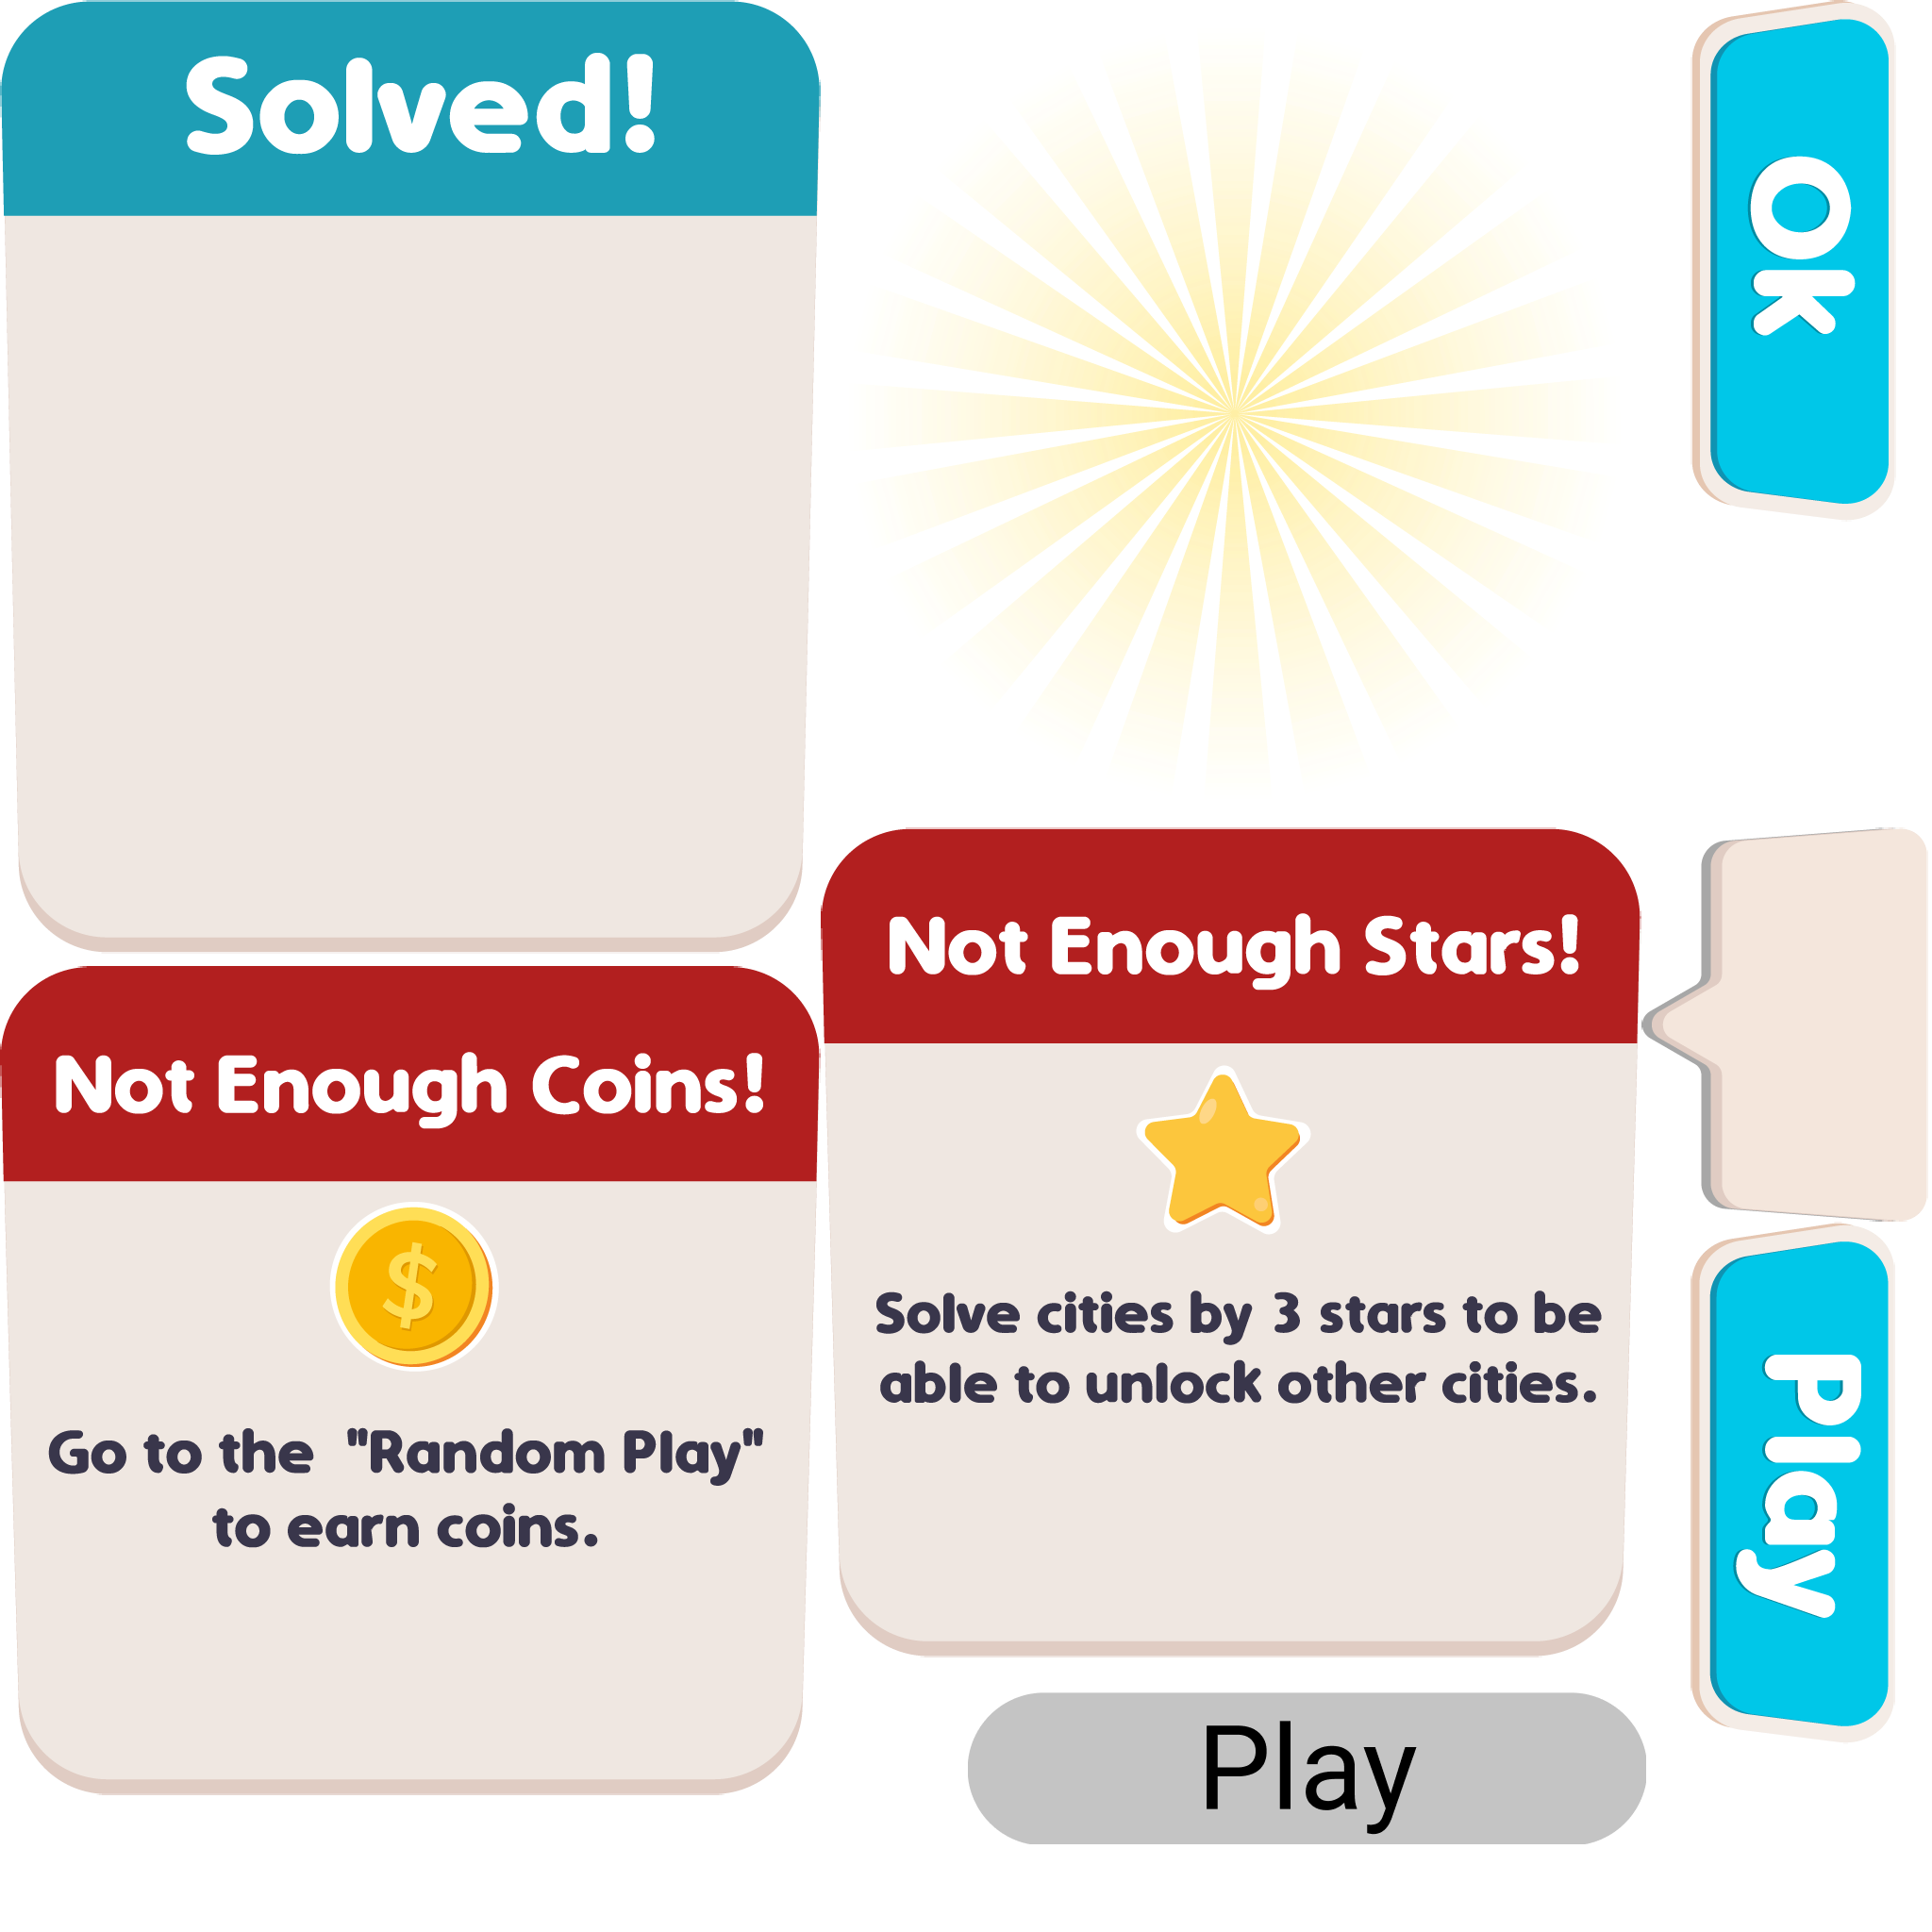 Solved!
Ok
Not Enough Stars!
Solve cities by 3 stars to be
able to unlock other cities.
Not Enough Coins!
$
Go to the "Random Play"
to earn coins.
Play
Play